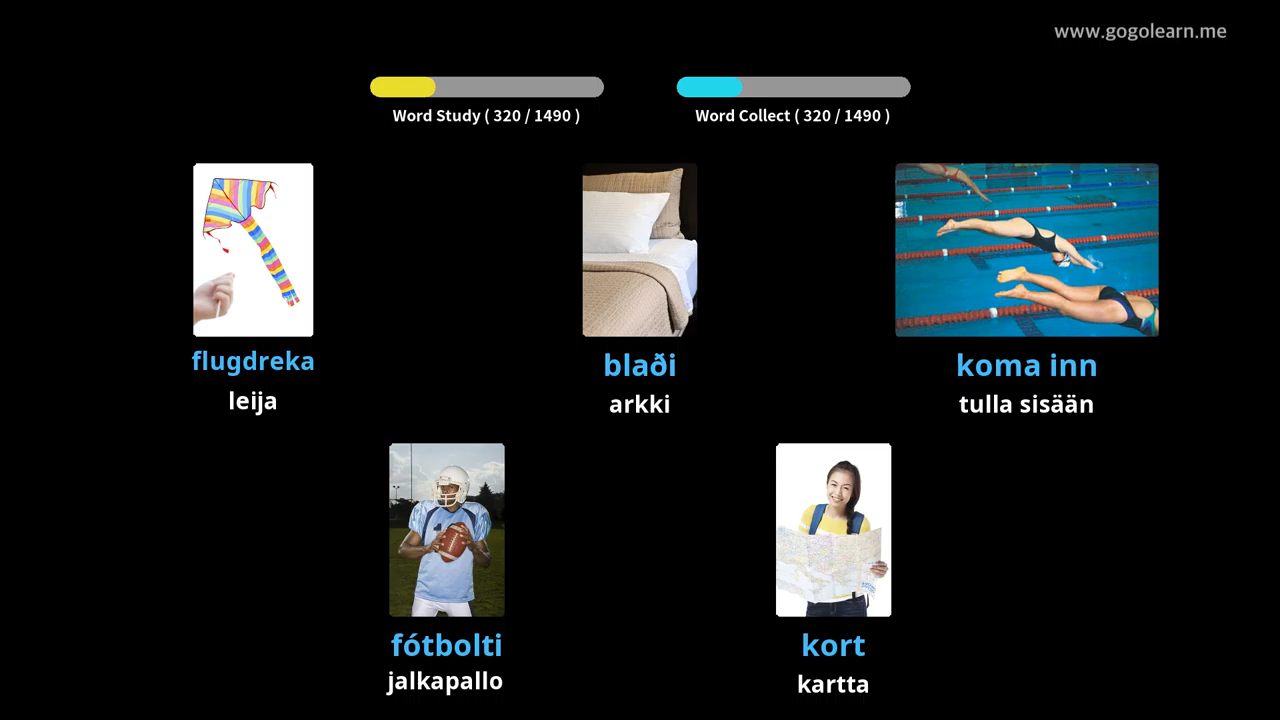 www.gogolearn.me
Word Study ( 320 / 1490 )
Word Collect ( 320 / 1490 )
flugdreka
leija
blaði
arkki
koma inn
tulla sisään
fótbolti
jalkapallo
kort
kartta